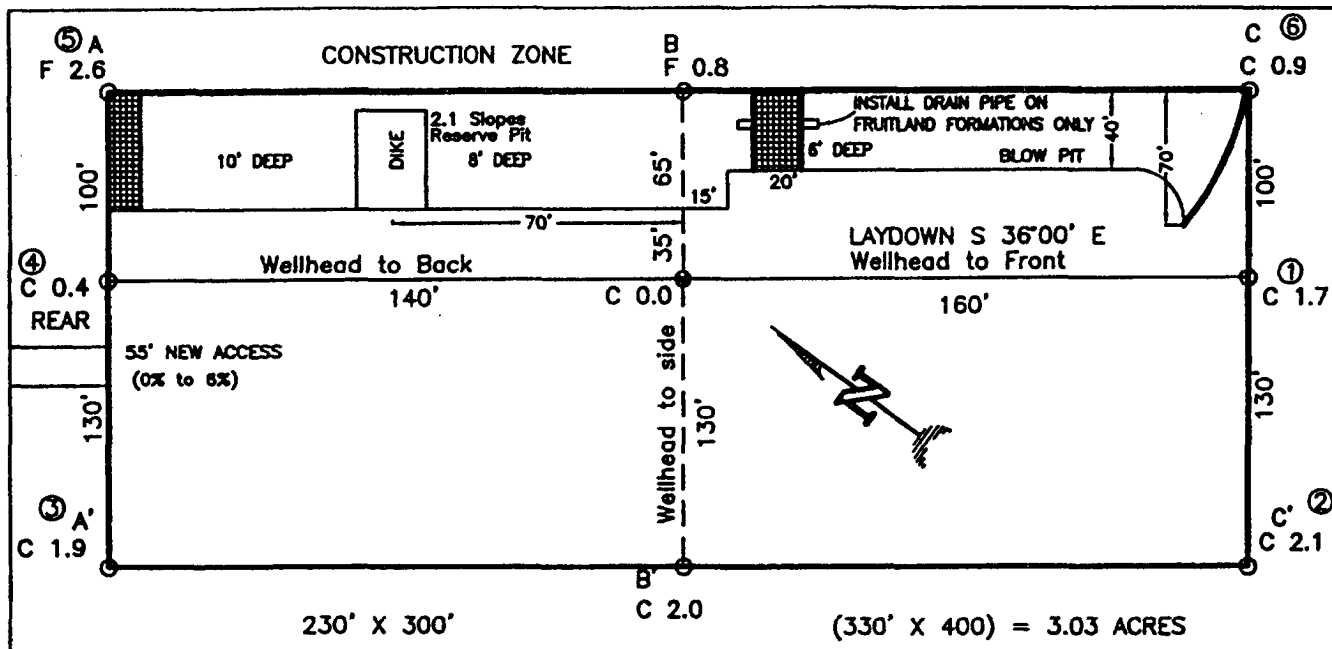 ⑤ A
F 2.6
CONSTRUCTION ZONE
B
F 0.8
C ⑥
C 0.9
INSTALL DRAIN PIPE ON
FRUITLAND FORMATIONS ONLY
2.1 Slopes
Reserve Pit
10' DEEP
DIKE
8' DEEP
6' DEEP
BLOW PIT
40'
70'
100'
65'
100'
15'
20'
70'
35'
LAYDOWN S 36°00' E
Wellhead to Front
Wellhead to Back
④
C 0.4
REAR
140'
C 0.0
160'
①
C 1.7
55' NEW ACCESS
(0% to 6%)
130'
Wellhead to side
130'
N
130'
③ A'
C 1.9
B'
C 2.0
C' ②
C 2.1
230' X 300'
(330' X 400) = 3.03 ACRES